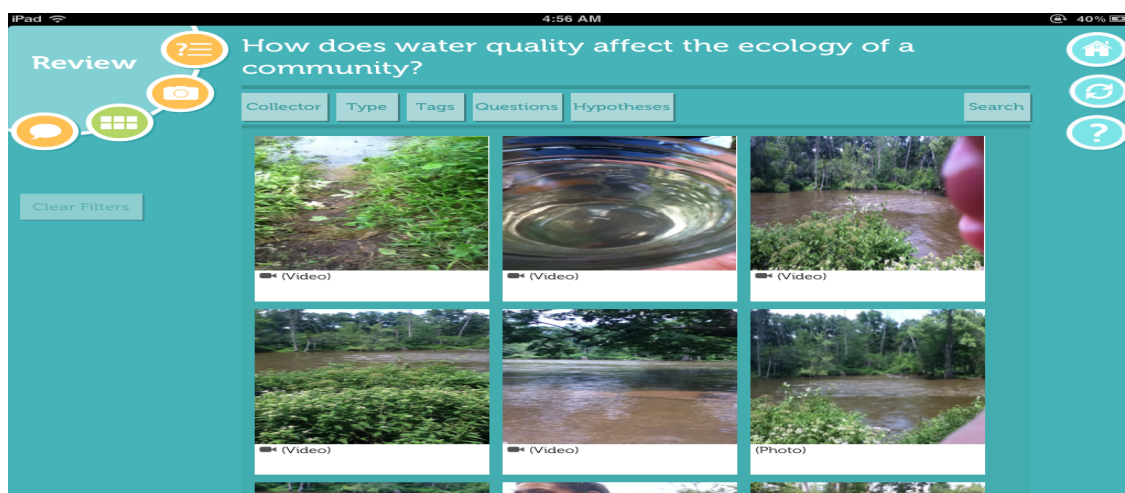 iPad 4:56 AM 40%
Review
?
How does water quality affect the ecology of a
community?
Collector Type Tags Questions Hypotheses Search
?
Clear Filters
(Video) (Video) (Video)
(Video) (Video) (Photo)